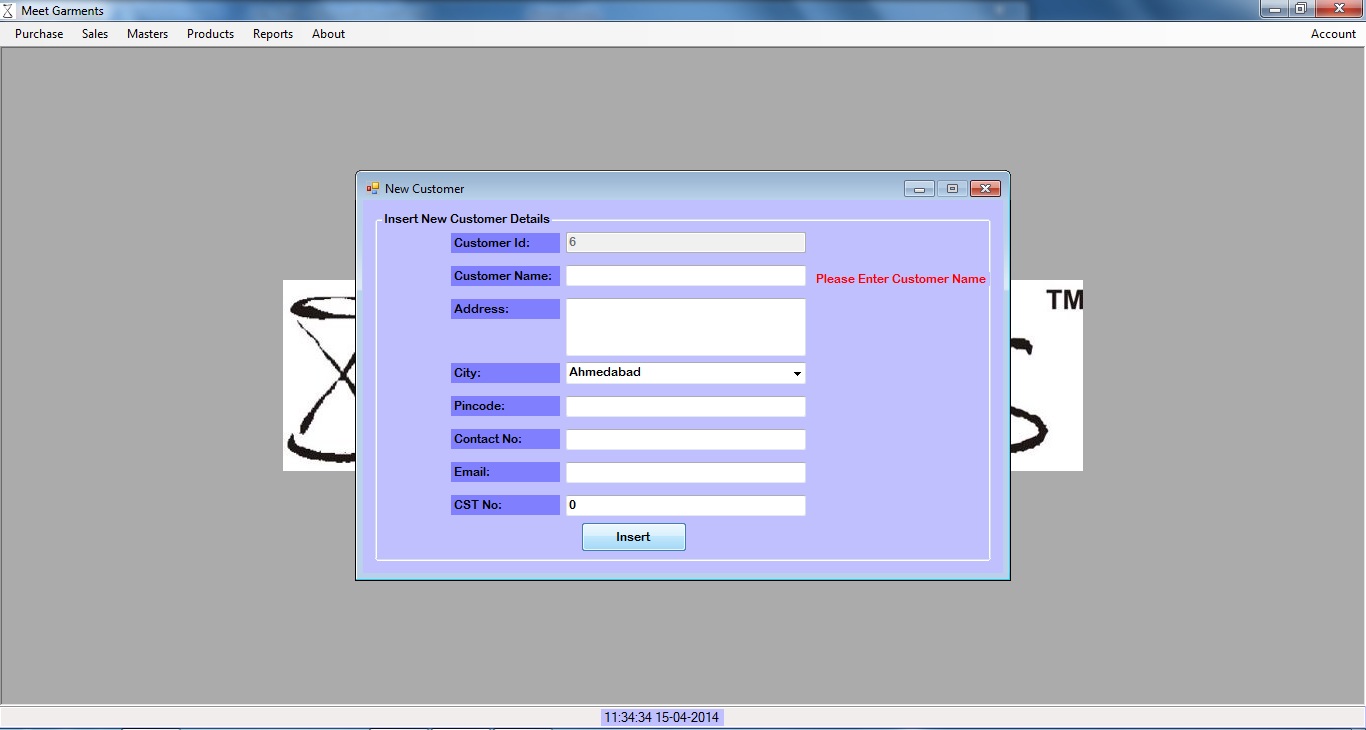 Meet Garments
Purchase Sales Masters Products Reports About Account
New Customer
Insert New Customer Details
Customer Id: 6
Customer Name:
Please Enter Customer Name
TM
Address:
City: Ahmedabad
Pincode:
Contact No:
Email:
CST No: 0
Insert
11:34:34 15-04-2014